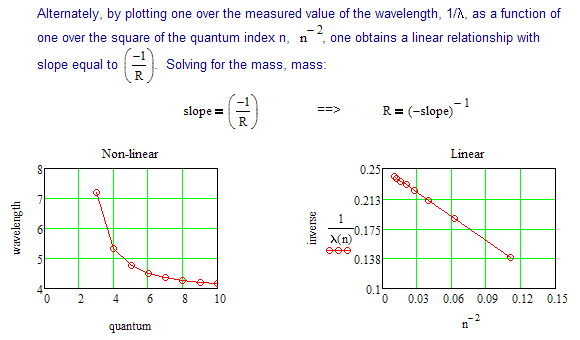 Alternately, by plotting one over the measured value of the wavelength, 1/λ, as a function of
one over the square of the quantum index n, n⁻², one obtains a linear relationship with
slope equal to (-1/R). Solving for the mass, mass:
slope = (-1/R) ==> R = (-slope)⁻¹
Non-linear
wavelength
8
7
6
5
4
0 2 4 6 8 10
quantum
Linear
inverse
1/λ(n)
0.25
0.213
0.175
0.138
0.1
0 0.03 0.06 0.09 0.12 0.15
n⁻²